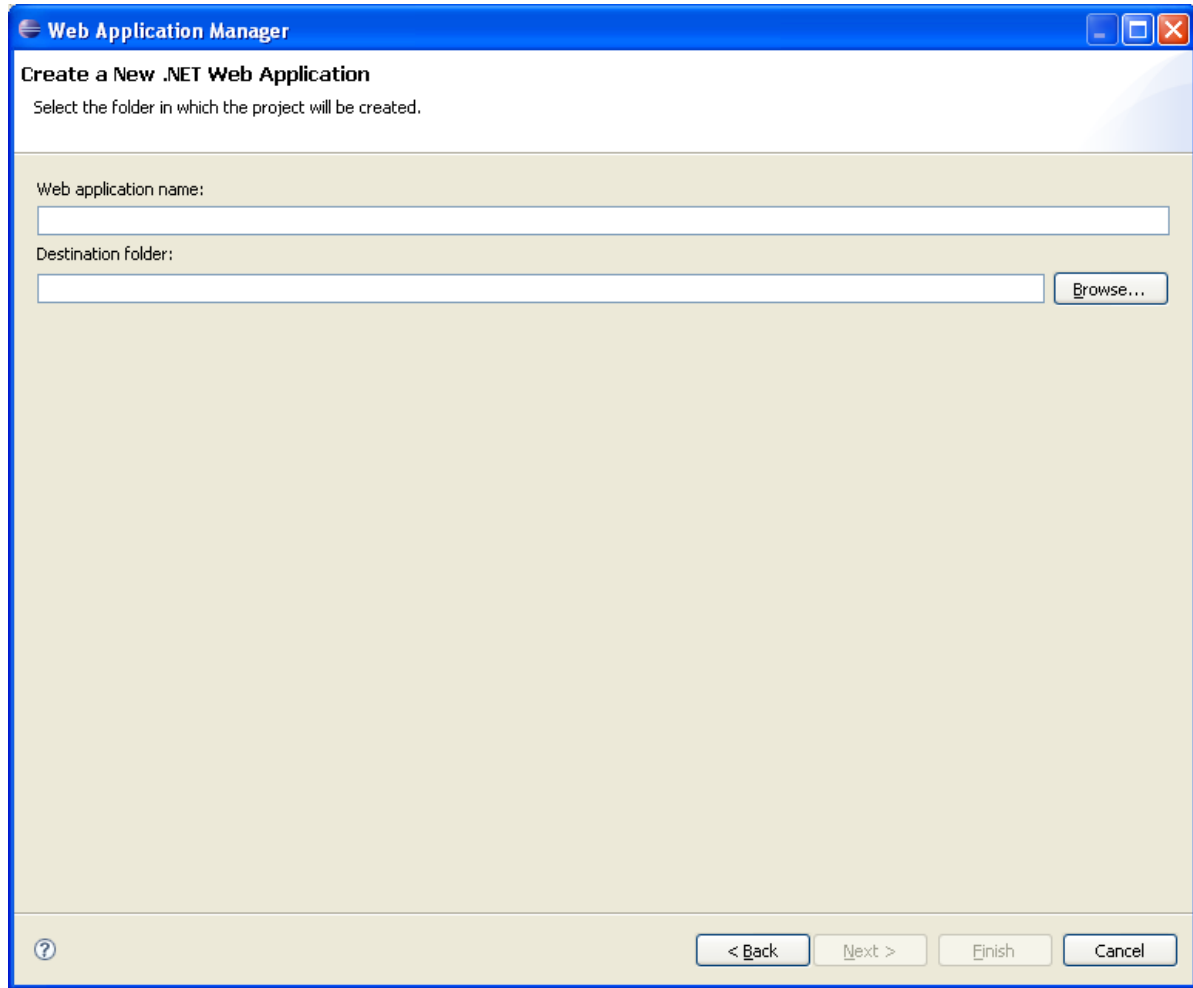 Web Application Manager
Create a New .NET Web Application
Select the folder in which the project will be created.
Web application name:
Destination folder:
Browse...
? < Back Next > Finish Cancel